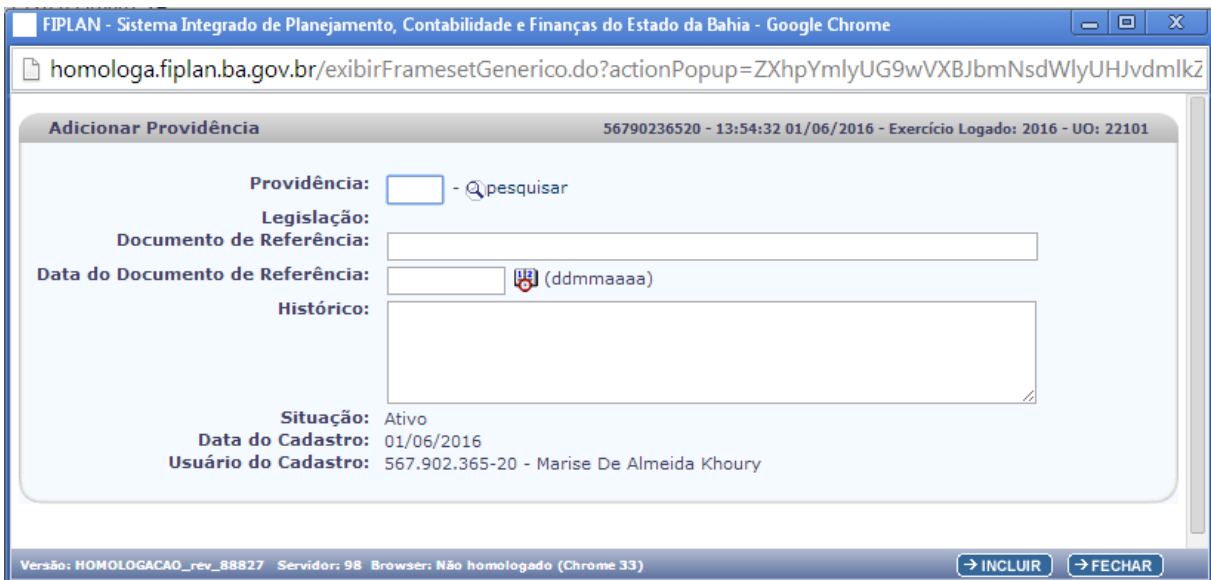 FIPLAN - Sistema Integrado de Planejamento, Contabilidade e Finanças do Estado da Bahia - Google Chrome
homologa.fiplan.ba.gov.br/exibirFramesetGenerico.do?actionPopup=ZXhpYmlyUG9wVXBJbmNsdWlyUHJvdmlkZ
Adicionar Providência 56790236520 - 13:54:32 01/06/2016 - Exercício Logado: 2016 - UO: 22101
Providência: - pesquisar
Legislação:
Documento de Referência:
Data do Documento de Referência: (ddmmaaaa)
Histórico:
Situação: Ativo
Data do Cadastro: 01/06/2016
Usuário do Cadastro: 567.902.365-20 - Marise De Almeida Khoury
Versão: HOMOLOGACAO_rev_88827 Servidor: 98 Browser: Não homologado (Chrome 33) INCLUIR FECHAR